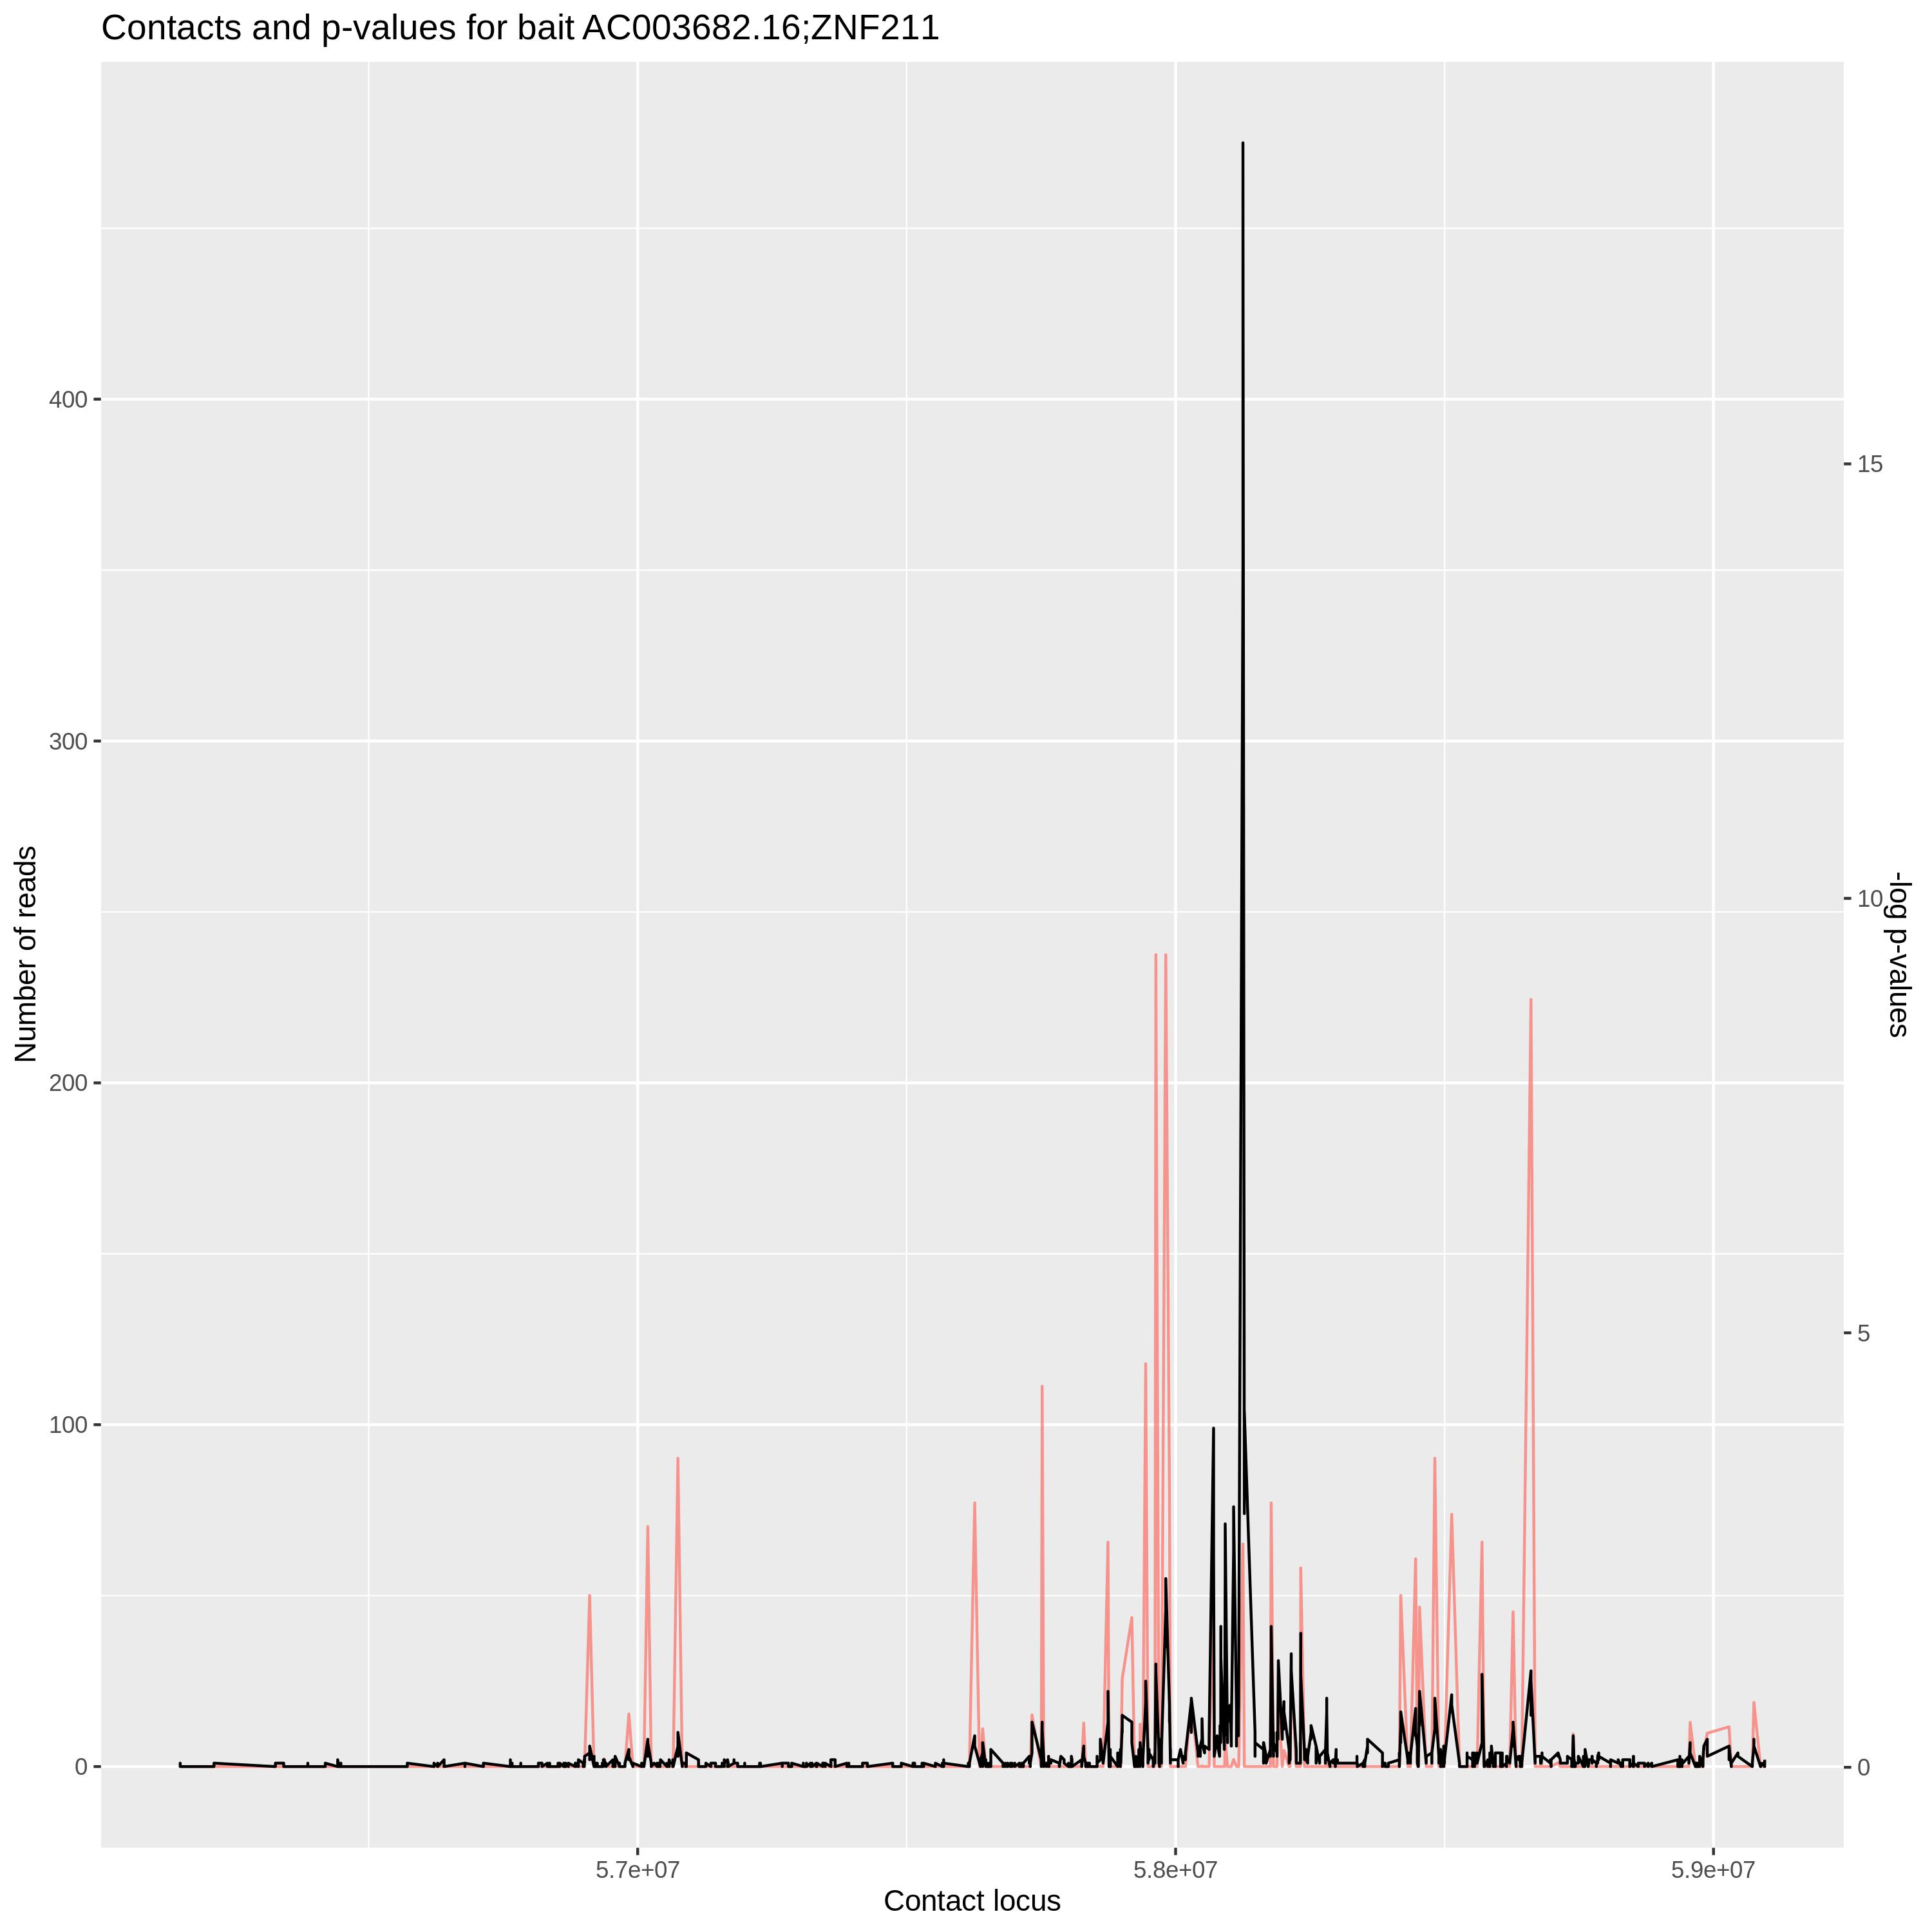 Contacts and p-values for bait AC003682.16;ZNF211
400
300
200
100
0
Number of reads
15
10
5
0
-log p-values
5.7e+07
5.8e+07
5.9e+07
Contact locus